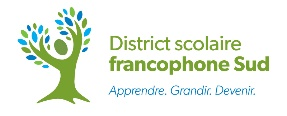 District scolaire
francophone Sud
Apprendre. Grandir. Devenir.